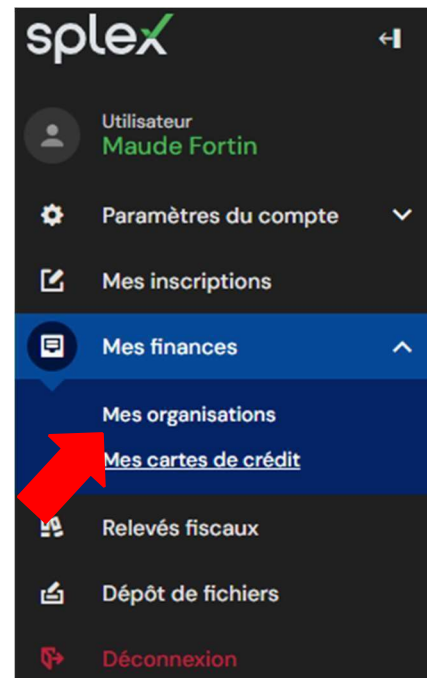 splex
Utilisateur
Maude Fortin
Paramètres du compte
Mes inscriptions
Mes finances
Mes organisations
Mes cartes de crédit
Relevés fiscaux
Dépôt de fichiers
Déconnexion